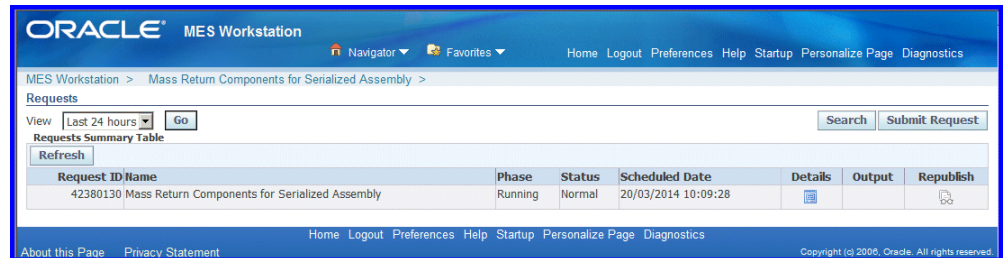 ORACLE® MES Workstation
Navigator Favorites Home Logout Preferences Help Startup Personalize Page Diagnostics
MES Workstation > Mass Return Components for Serialized Assembly >
Requests
View Last 24 hours Go Search Submit Request
Requests Summary Table
Refresh
Request ID Name Phase Status Scheduled Date Details Output Republish
42380130 Mass Return Components for Serialized Assembly Running Normal 20/03/2014 10:09:28
Home Logout Preferences Help Startup Personalize Page Diagnostics
About this Page Privacy Statement Copyright (c) 2006, Oracle. All rights reserved.